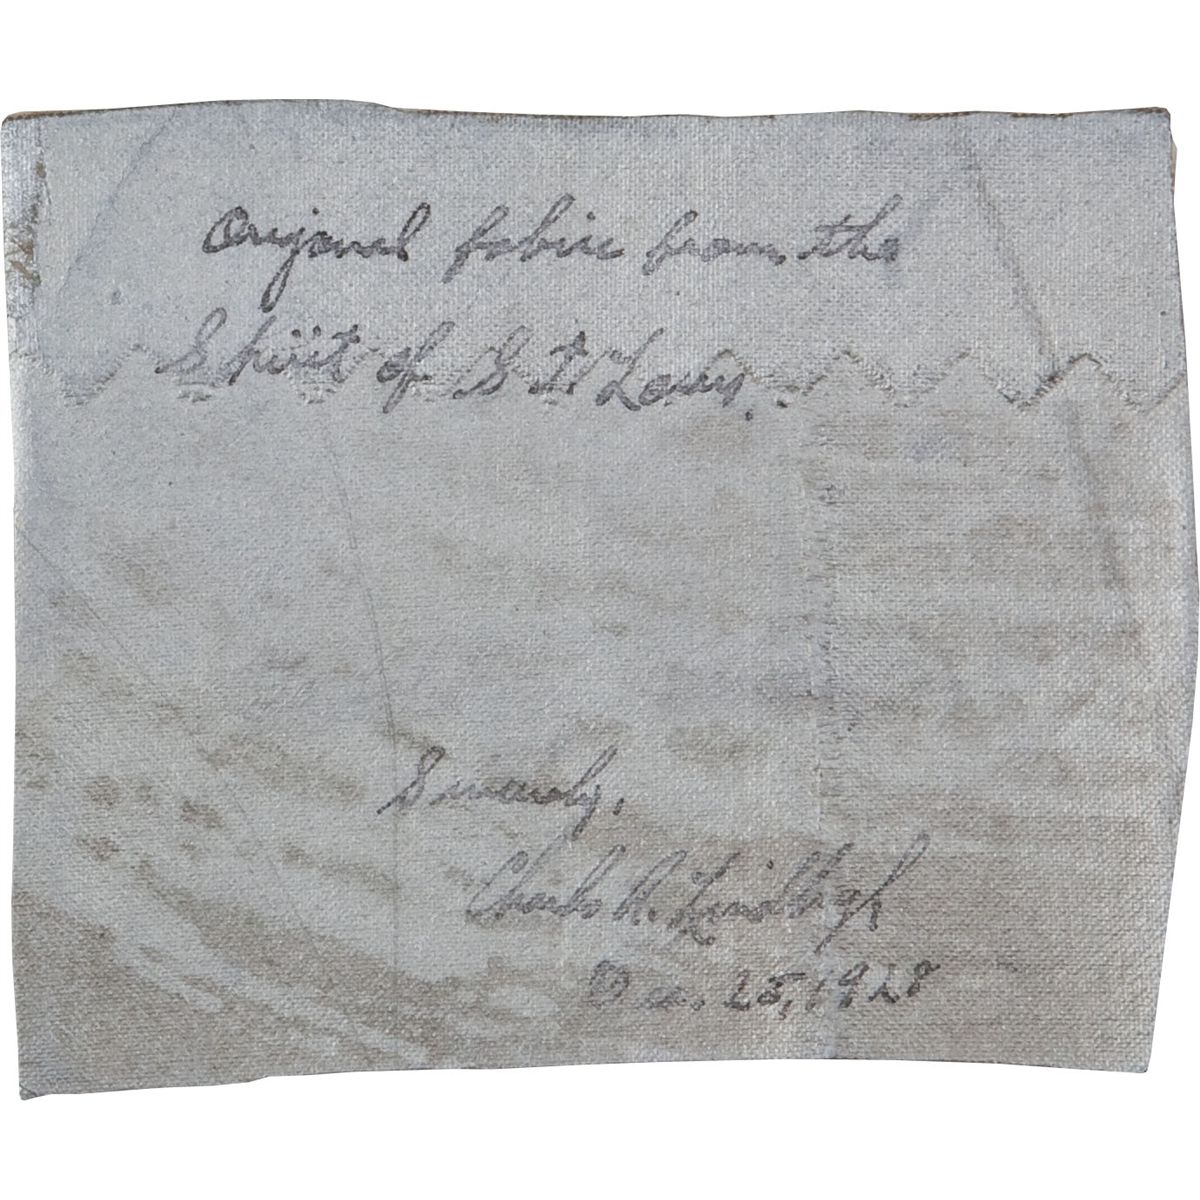 Original fabric from the
Spirit of St Louis.
Sincerely,
Charles A. Lindbergh
Dec. 25, 1928